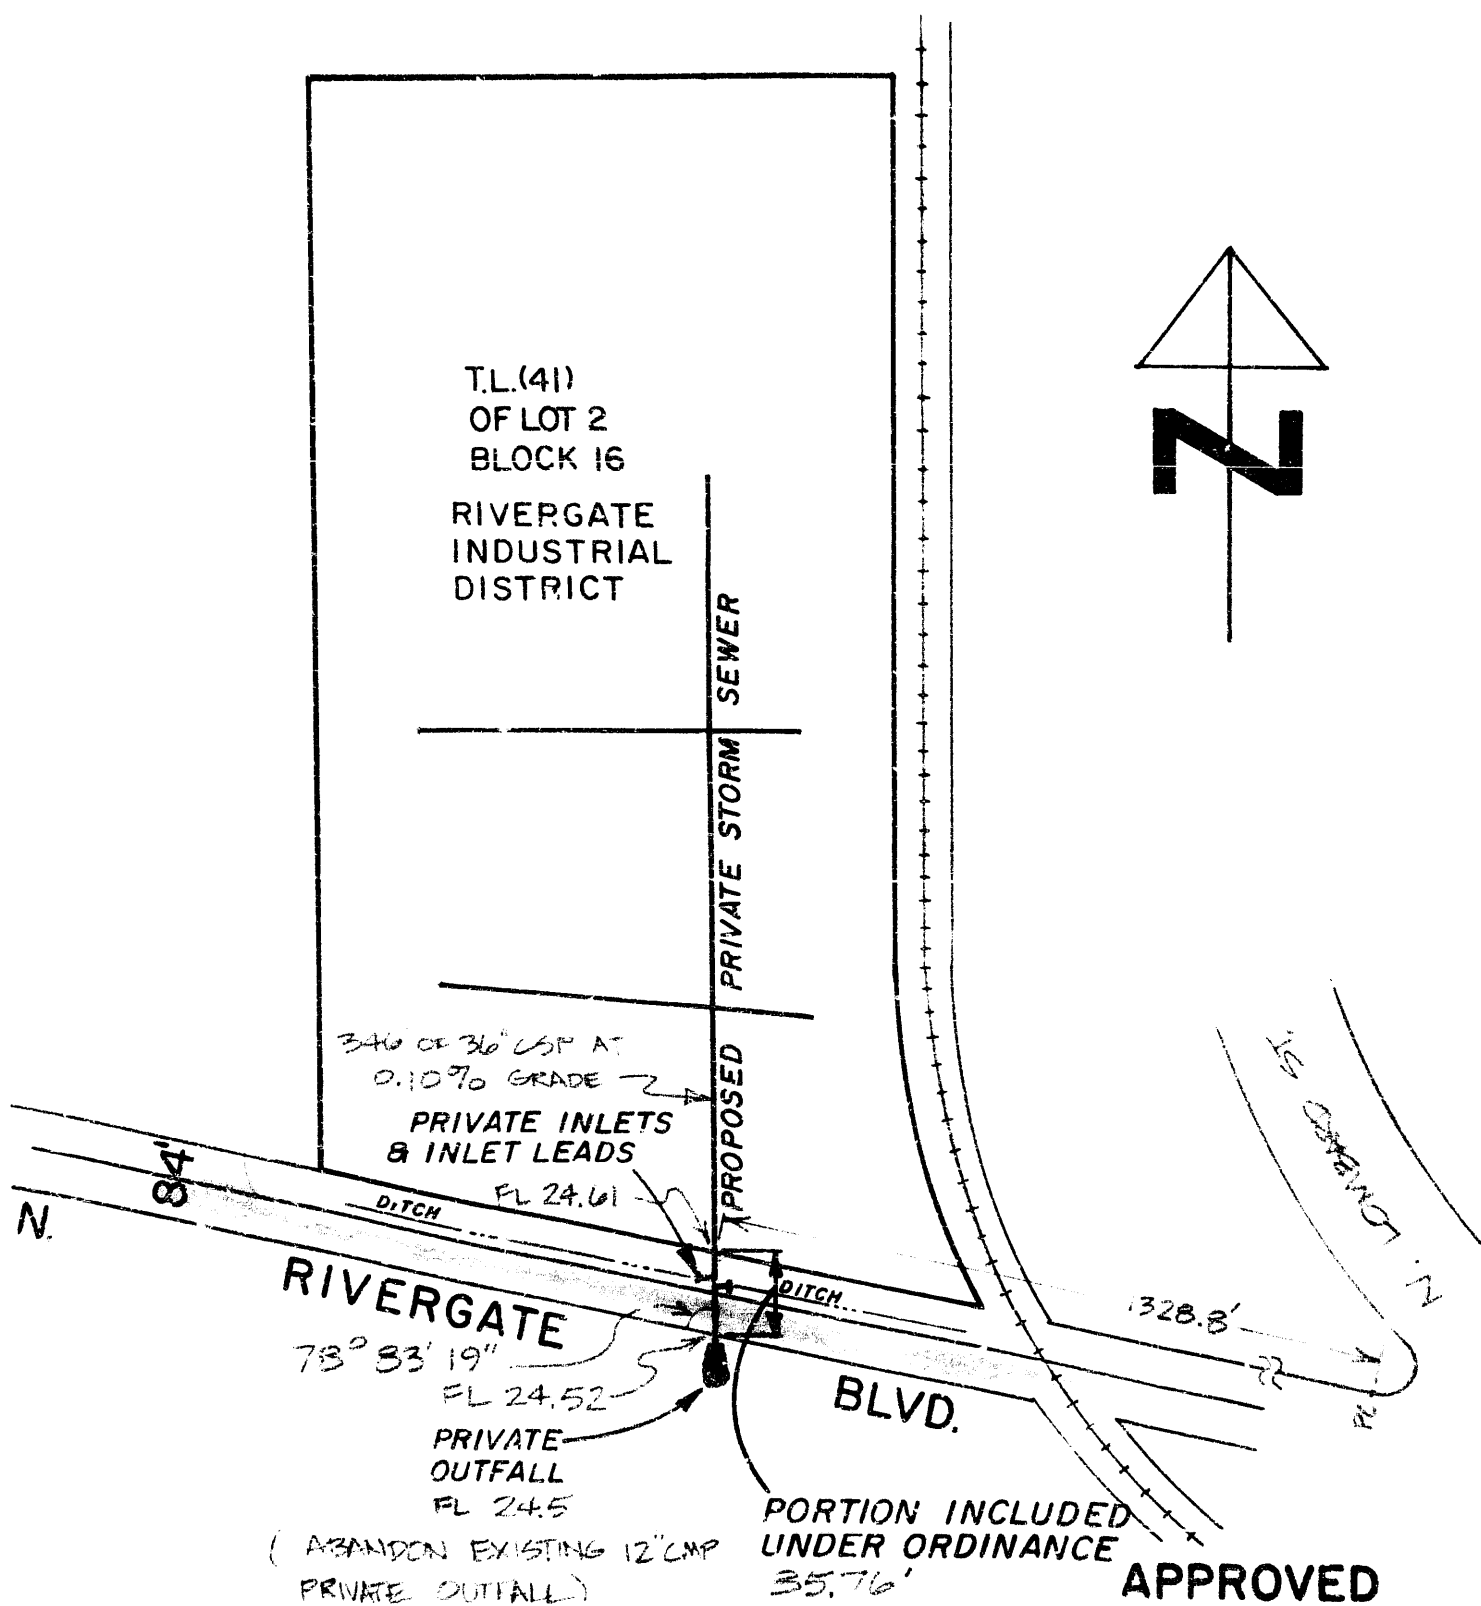 T.L.(41)
OF LOT 2
BLOCK 16
RIVERGATE
INDUSTRIAL
DISTRICT
N
PROPOSED PRIVATE STORM SEWER
346' OF 36" CSP AT
0.10% GRADE
PRIVATE INLETS
& INLET LEADS
FL 24.61
84'
DITCH
N. LOMBARD ST.
N.
RIVERGATE
DITCH
1328.8'
78° 83' 19"
FL 24.52
BLVD.
PRIVATE
OUTFALL
FL 24.5
( ABANDON EXISTING 12" CMP
PRIVATE OUTFALL)
PORTION INCLUDED
UNDER ORDINANCE
35.76'
APPROVED